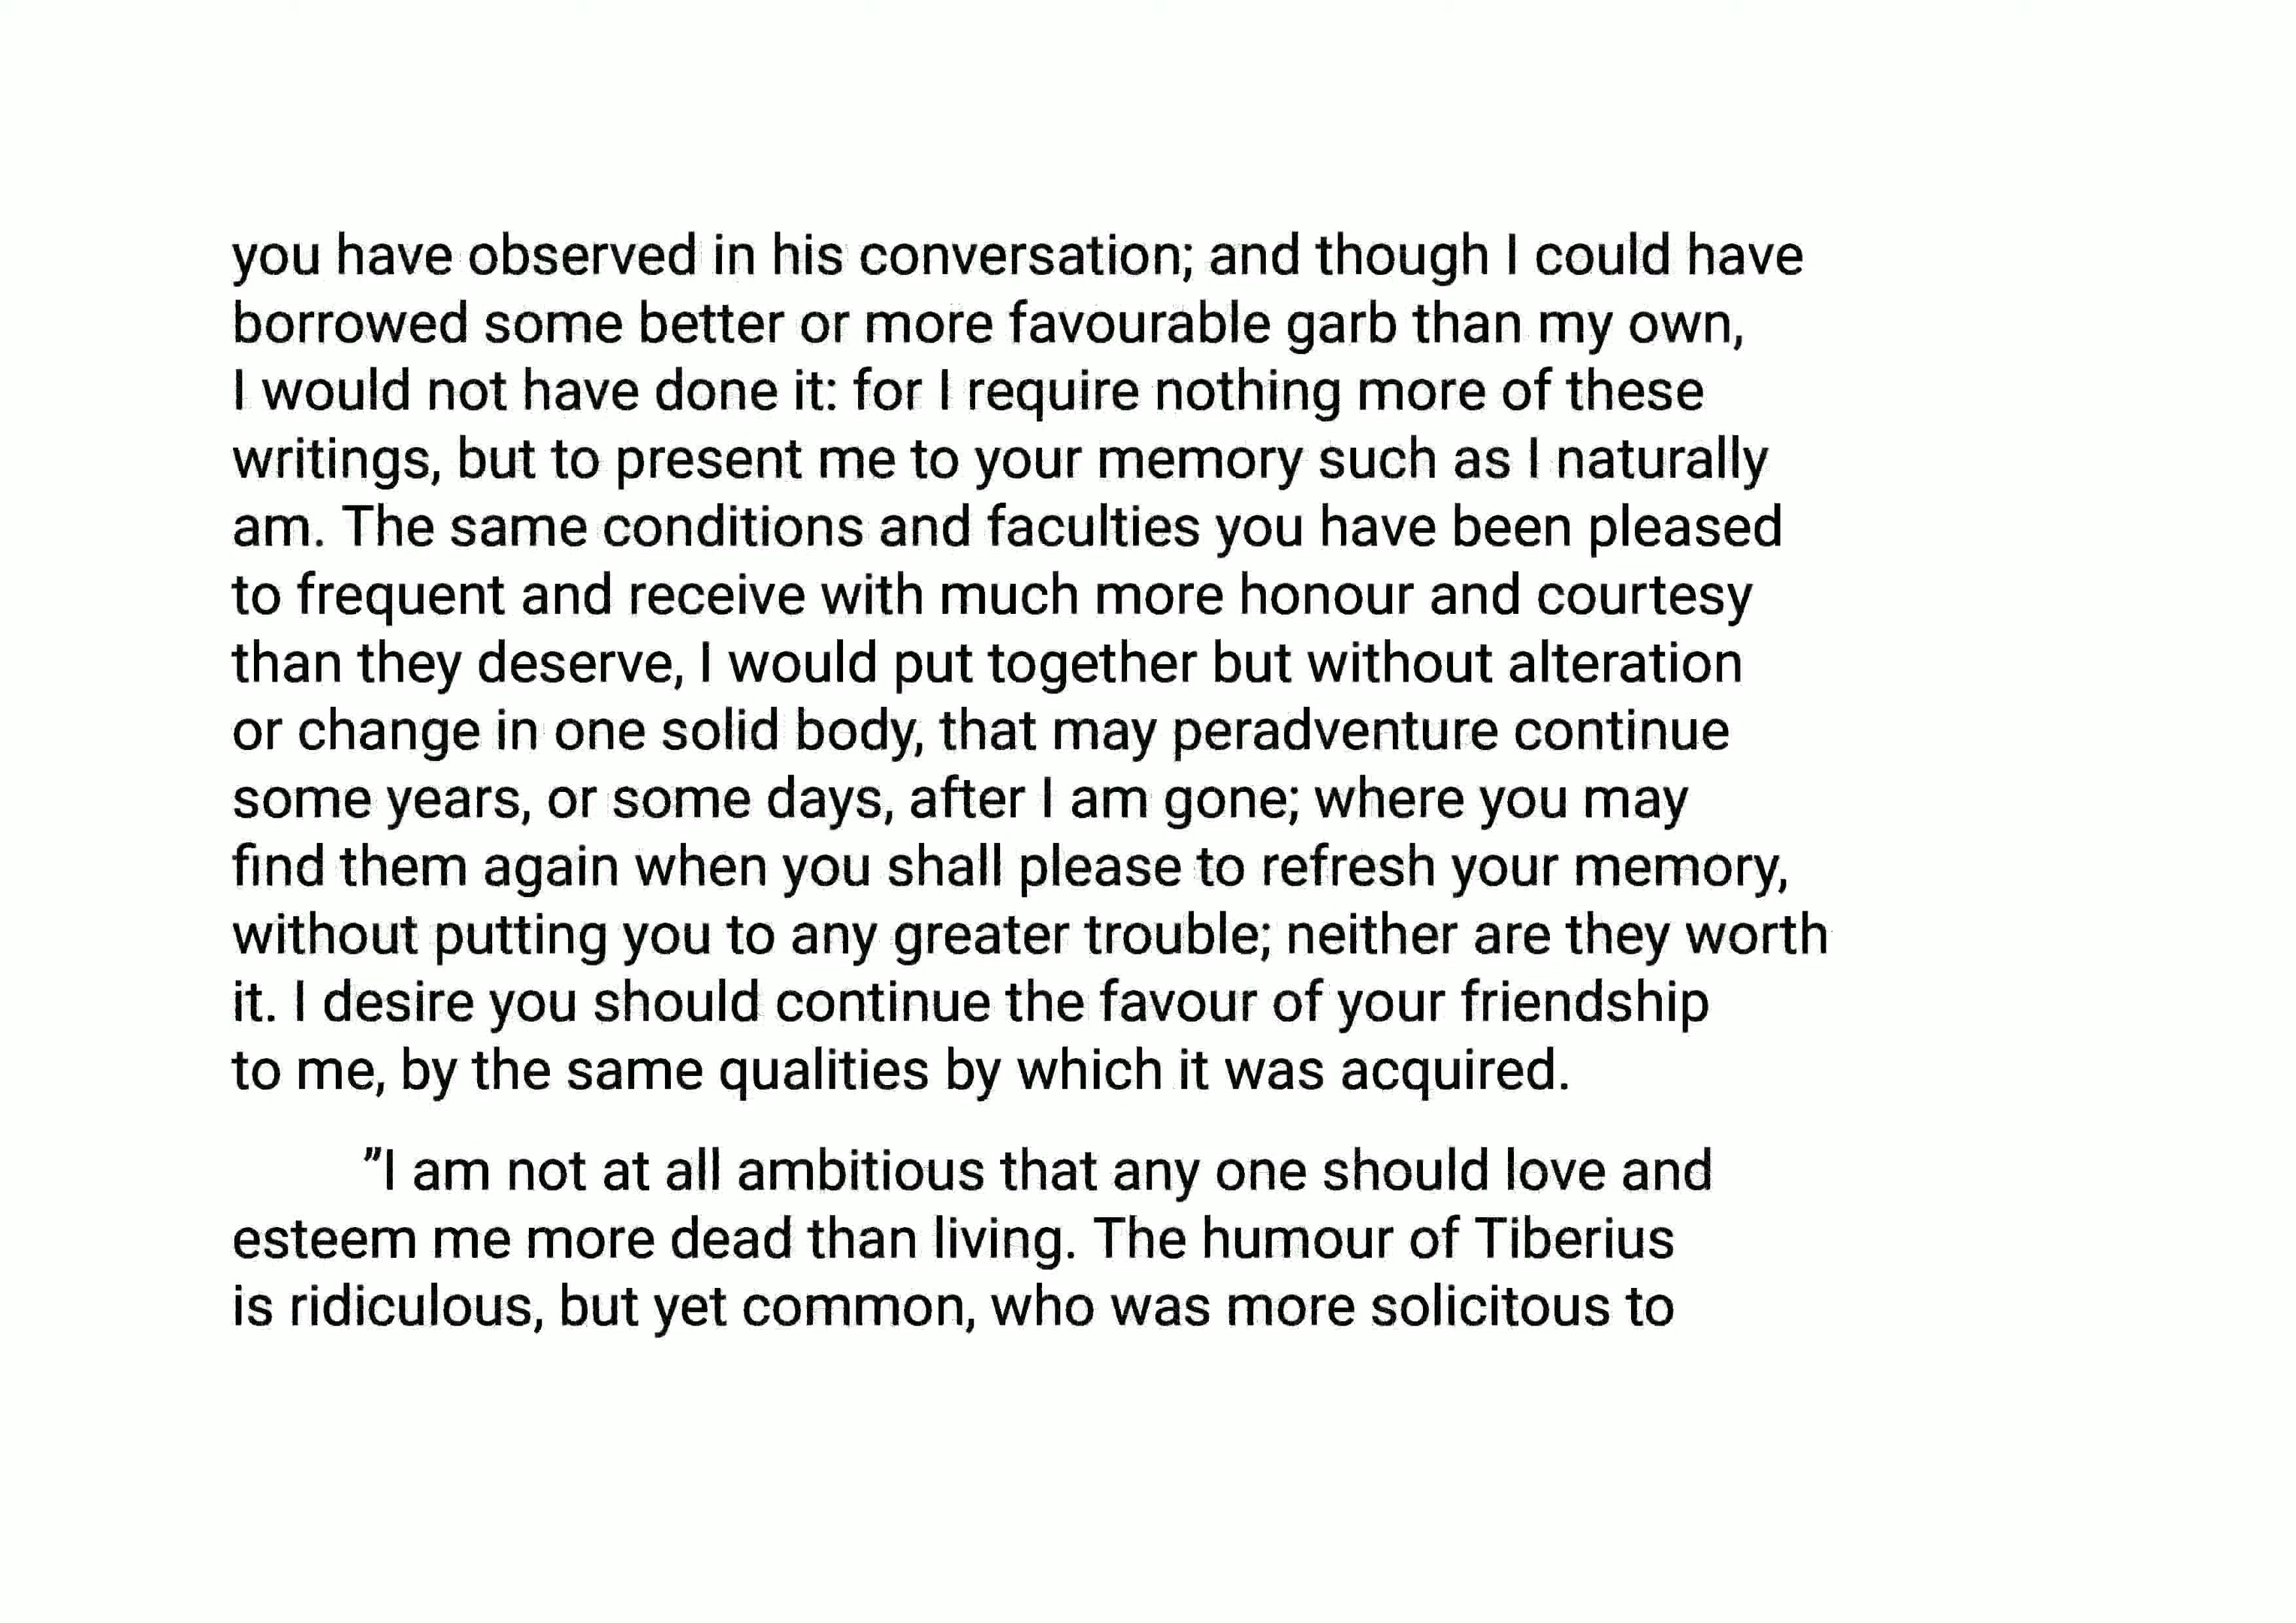 you have observed in his conversation; and though I could have
borrowed some better or more favourable garb than my own,
I would not have done it: for I require nothing more of these
writings, but to present me to your memory such as I naturally
am. The same conditions and faculties you have been pleased
to frequent and receive with much more honour and courtesy
than they deserve, I would put together but without alteration
or change in one solid body, that may peradventure continue
some years, or some days, after I am gone; where you may
find them again when you shall please to refresh your memory,
without putting you to any greater trouble; neither are they worth
it. I desire you should continue the favour of your friendship
to me, by the same qualities by which it was acquired.
”I am not at all ambitious that any one should love and
esteem me more dead than living. The humour of Tiberius
is ridiculous, but yet common, who was more solicitous to